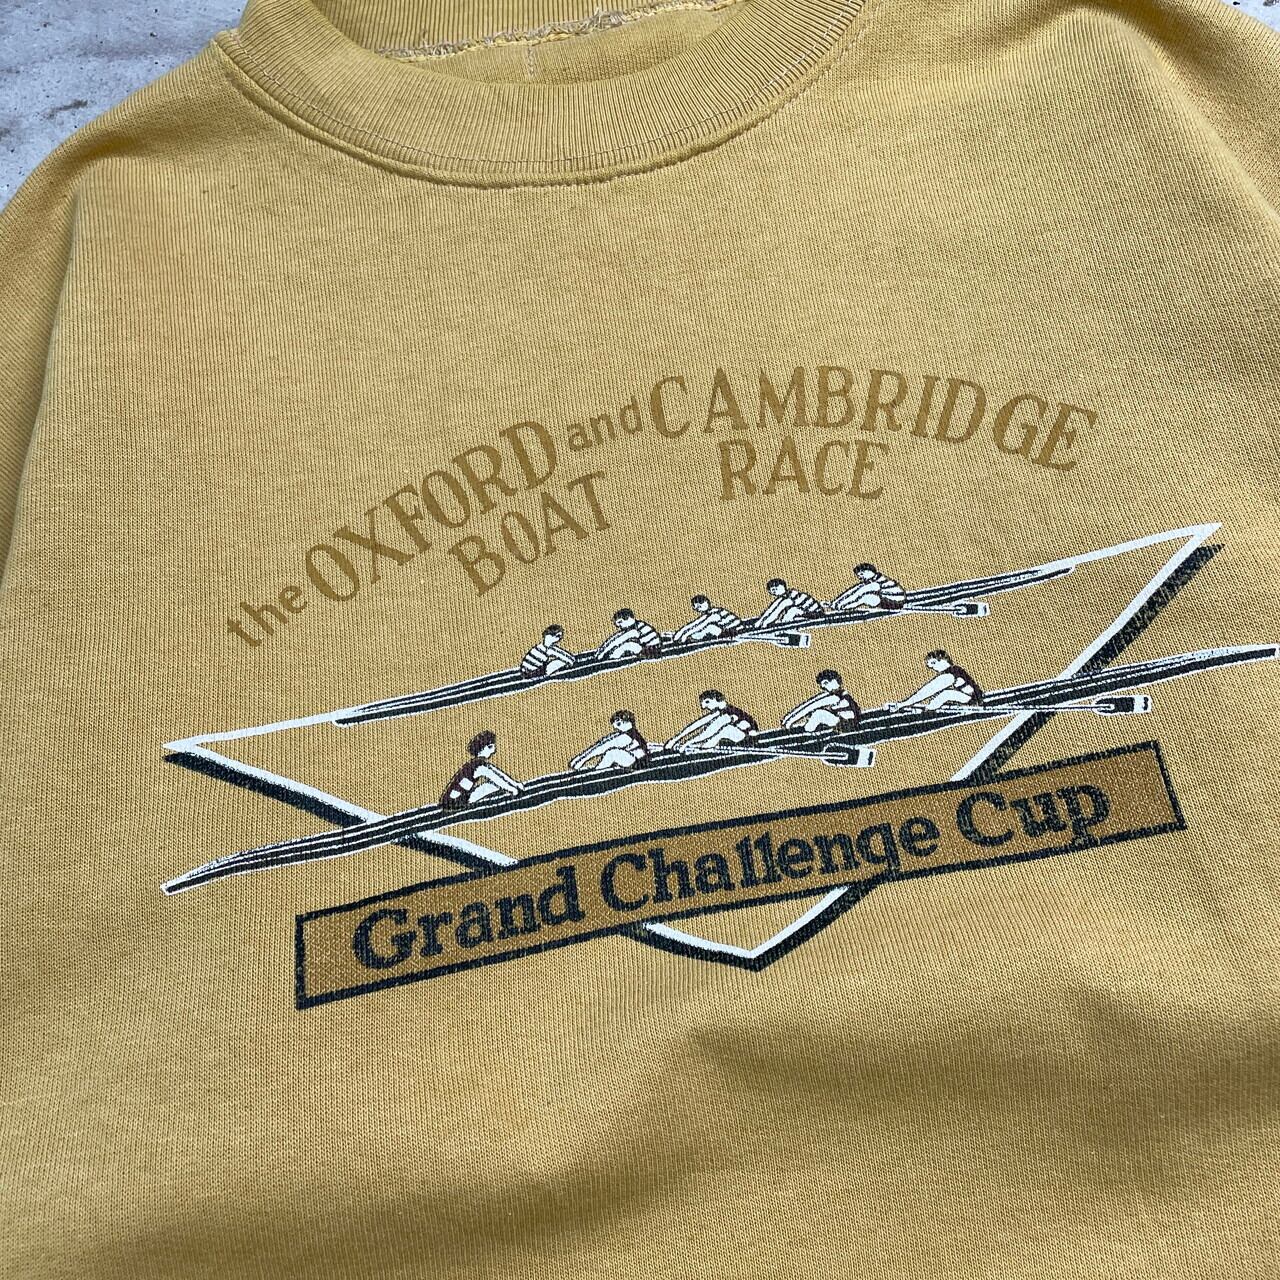 the OXFORD and CAMBRIDGE
BOAT RACE
Grand Challenge Cup